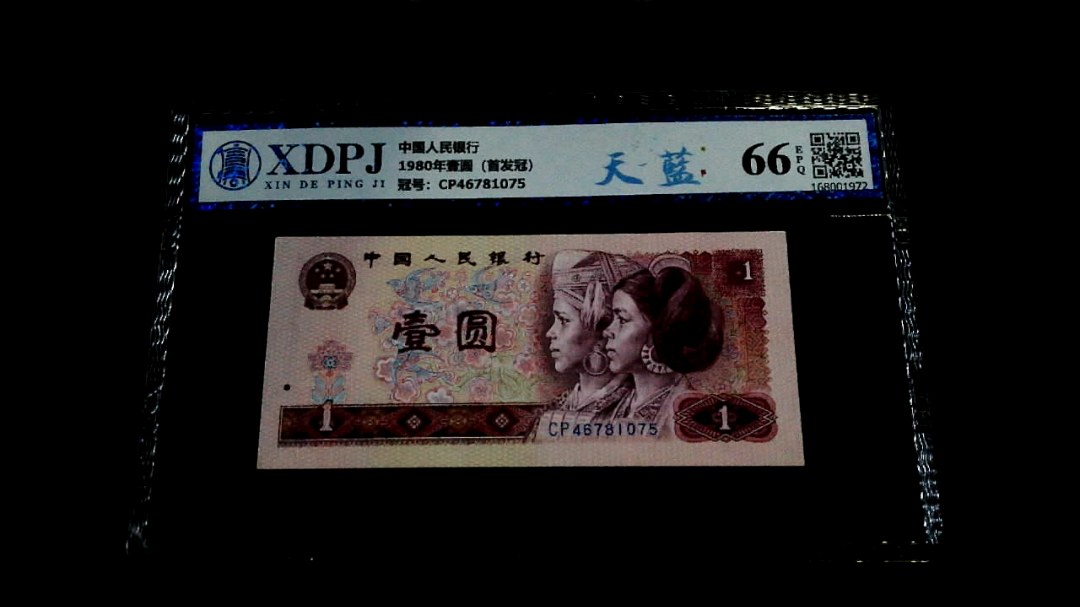 XDPJ
XIN DE PING JI
中國人民银行
1980年壹圆（首发冠）
冠号：CP46781075
天藍
66
EPQ
168001972
中国人民银行
壹圆
1
1
CP46781075
1